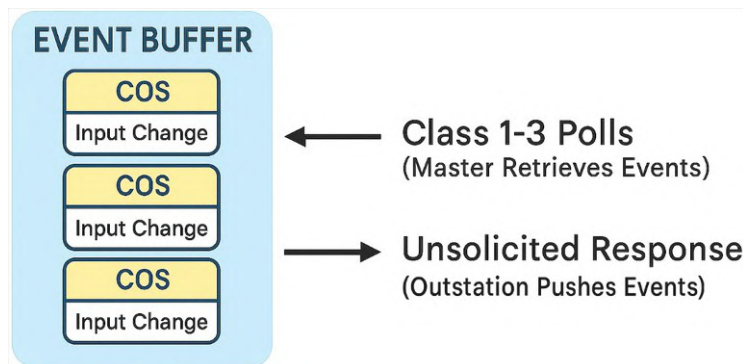 EVENT BUFFER
COS
Input Change
COS
Input Change
COS
Input Change
Class 1-3 Polls
(Master Retrieves Events)
Unsolicited Response
(Outstation Pushes Events)